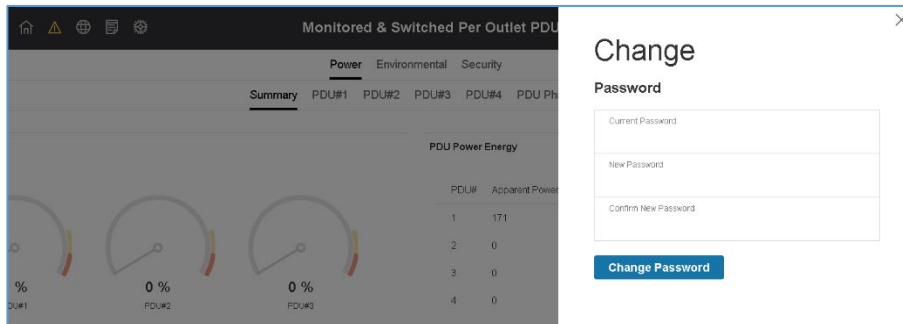 Monitored & Switched Per Outlet PDU
Power Environmental Security
Summary PDU#1 PDU#2 PDU#3 PDU#4 PDU Ph
PDU Power Energy
PDU# Apparent Power
1 171
2 0
3 0
4 0
% 0 % 0 %
DU#1 PDU#2 PDU#3
Change
Password
Current Password
New Password
Confirm New Password
Change Password